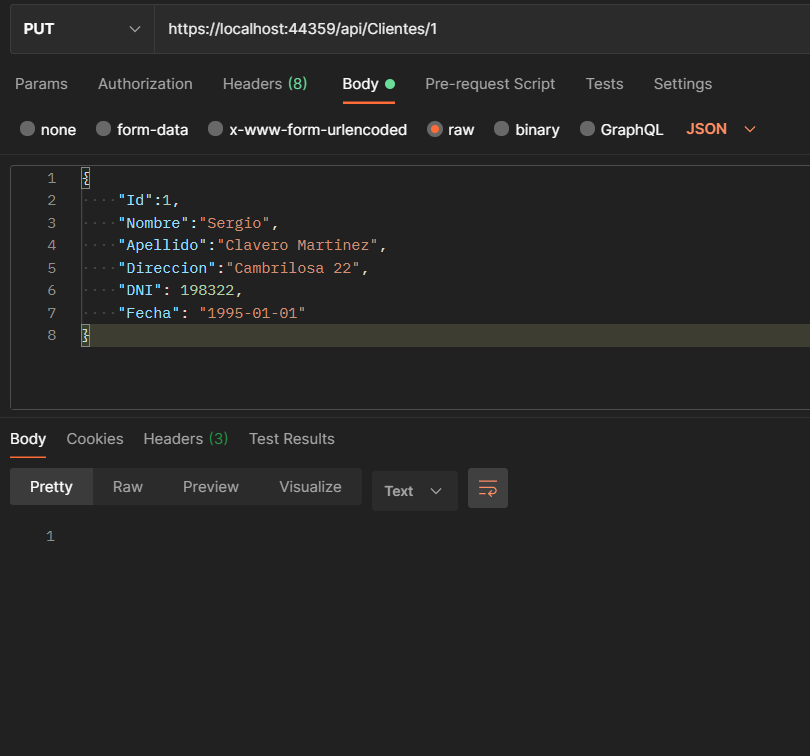 PUT https://localhost:44359/api/Clientes/1
Params Authorization Headers (8) Body Pre-request Script Tests Settings
none form-data x-www-form-urlencoded raw binary GraphQL JSON
1 {
2 "Id":1,
3 "Nombre":"Sergio",
4 "Apellido":"Clavero Martinez",
5 "Direccion":"Cambrilosa 22",
6 "DNI": 198322,
7 "Fecha": "1995-01-01"
8 }
Body Cookies Headers (3) Test Results
Pretty Raw Preview Visualize Text
1